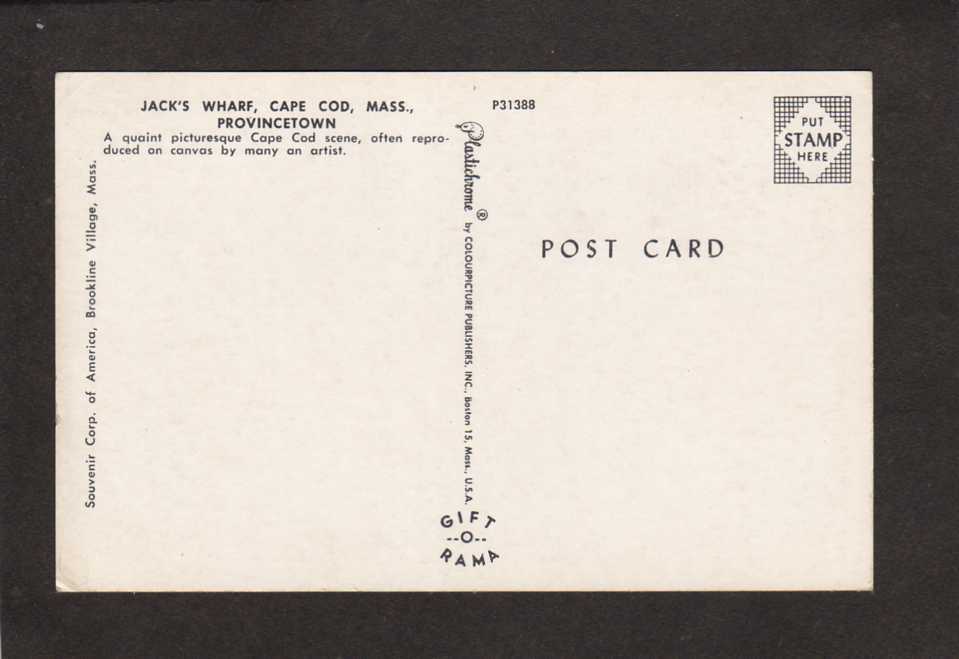 JACK'S WHARF, CAPE COD, MASS.,
PROVINCETOWN
A quaint picturesque Cape Cod scene, often repro-
duced on canvas by many an artist.
Souvenir Corp. of America, Brookline Village, Mass.
P31388
Plastichrome ®
by COLOURPICTURE PUBLISHERS, INC., Boston 15, Mass., U.S.A.
GIFT
--O--
RAMA
PUT
STAMP
HERE
POST CARD